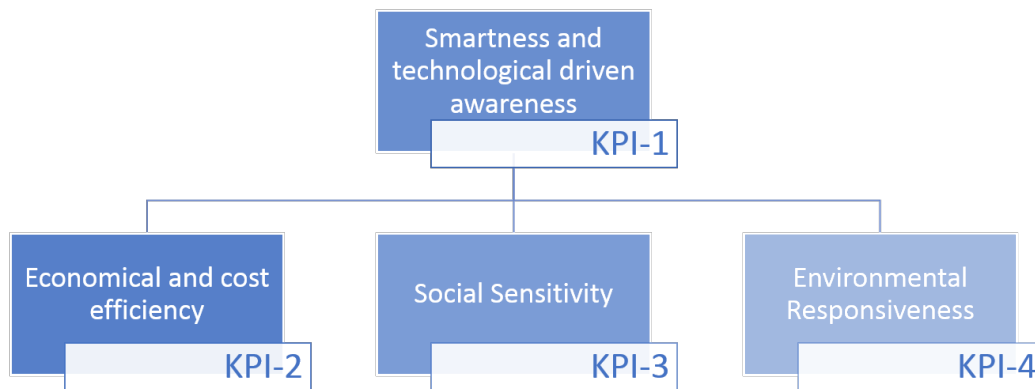 Smartness and
technological driven
awareness
KPI-1
Economical and cost
efficiency
KPI-2
Social Sensitivity
KPI-3
Environmental
Responsiveness
KPI-4